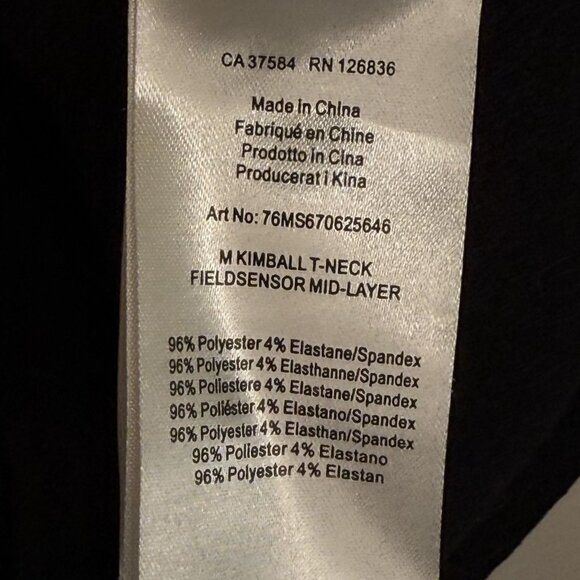 CA 37584 RN 126836
Made in China
Fabriqué en Chine
Prodotto in Cina
Producerat i Kina
Art No: 76MS670625646
M KIMBALL T-NECK
FIELDSENSOR MID-LAYER
96% Polyester 4% Elastane/Spandex
96% Polyester 4% Elasthanne/Spandex
96% Poliestere 4% Elastane/Spandex
96% Poliéster 4% Elastano/Spandex
96% Polyester 4% Elasthan/Spandex
96% Poliester 4% Elastano
96% Polyester 4% Elastan